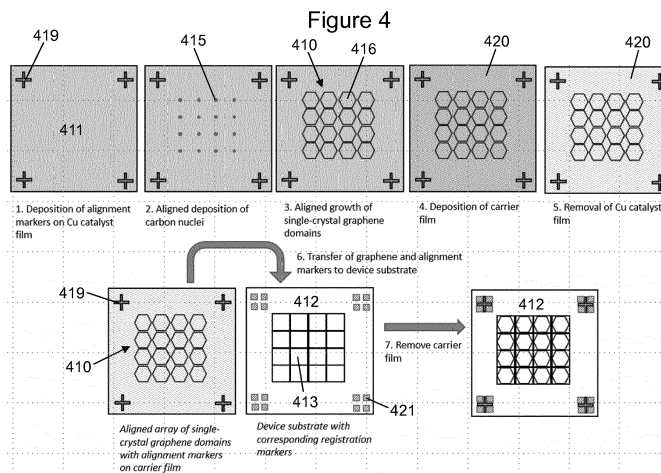 Figure 4
419
415
410
416
420
420
411
1. Deposition of alignment
markers on Cu catalyst
film
2. Aligned deposition of
carbon nuclei
3. Aligned growth of
single-crystal graphene
domains
4. Deposition of carrier
film
5. Removal of Cu catalyst
film
6. Transfer of graphene and alignment
markers to device substrate
419
412
412
410
7. Remove carrier
film
413
421
Aligned array of single-
crystal graphene domains
with alignment markers
on carrier film
Device substrate with
corresponding registration
markers